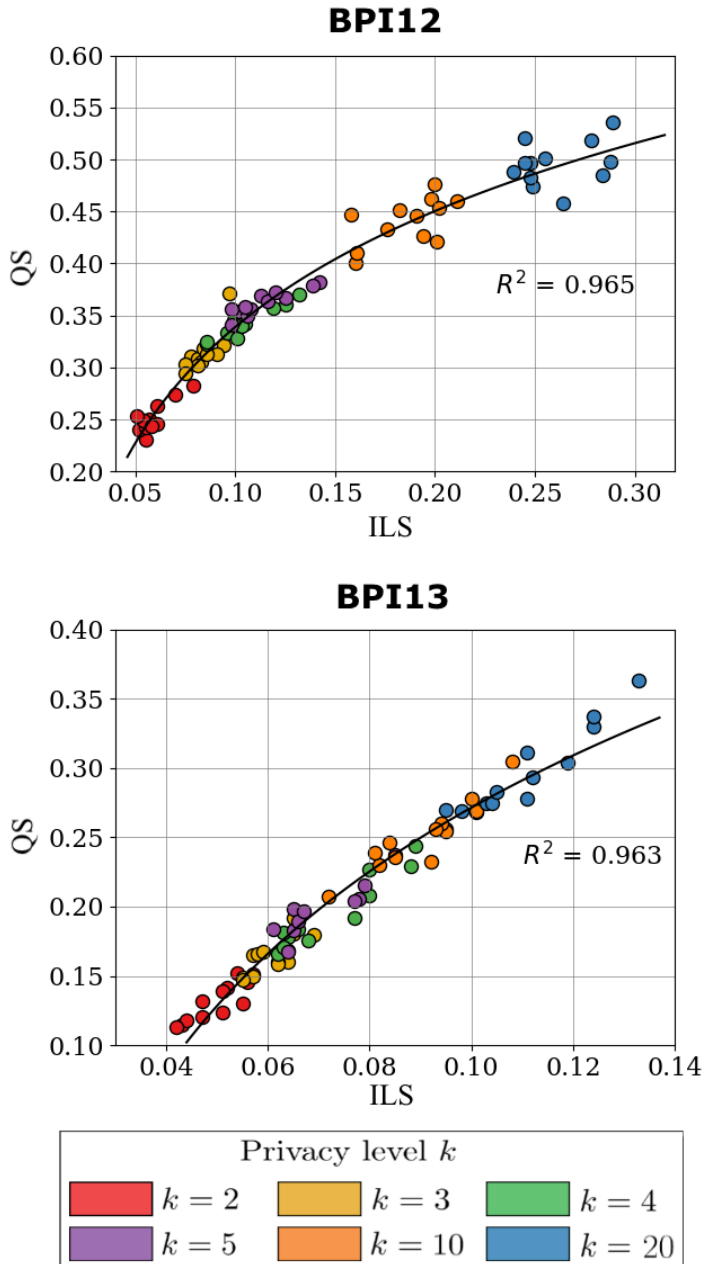 BPI12
0.60
0.55
0.50
0.45
0.40
0.35
0.30
0.25
0.20
QS
R² = 0.965
0.05 0.10 0.15 0.20 0.25 0.30
ILS
BPI13
0.40
0.35
0.30
0.25
0.20
0.15
0.10
QS
R² = 0.963
0.04 0.06 0.08 0.10 0.12 0.14
ILS
Privacy level k
k = 2 k = 3 k = 4
k = 5 k = 10 k = 20